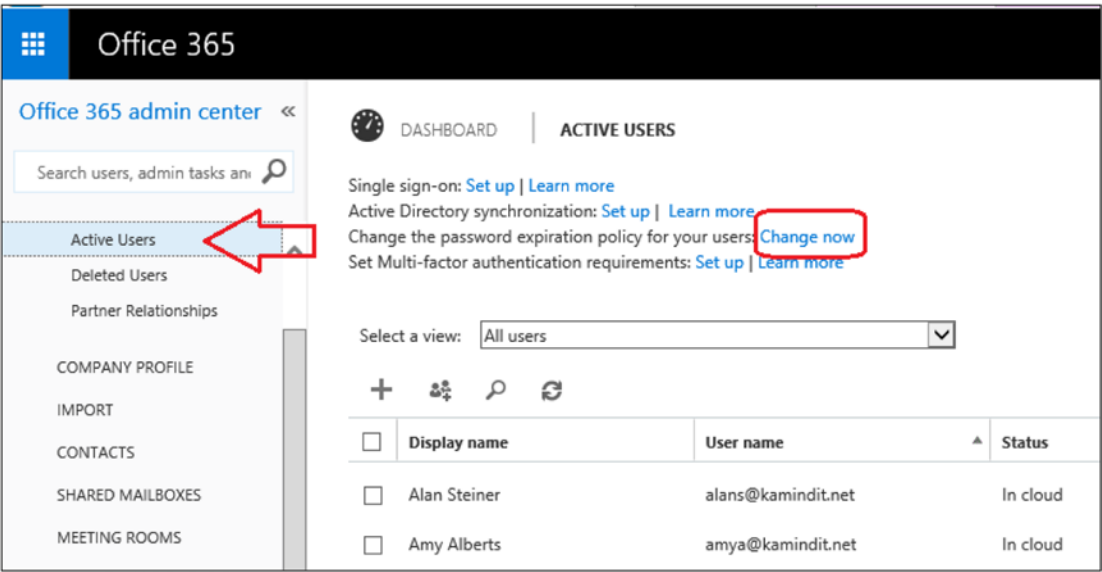 Office 365
Office 365 admin center «
Search users, admin tasks an
Active Users
Deleted Users
Partner Relationships
COMPANY PROFILE
IMPORT
CONTACTS
SHARED MAILBOXES
MEETING ROOMS
DASHBOARD | ACTIVE USERS
Single sign-on: Set up | Learn more
Active Directory synchronization: Set up | Learn more
Change the password expiration policy for your users: Change now
Set Multi-factor authentication requirements: Set up | Learn more
Select a view: All users
Display name User name Status
Alan Steiner alans@kamindit.net In cloud
Amy Alberts amya@kamindit.net In cloud